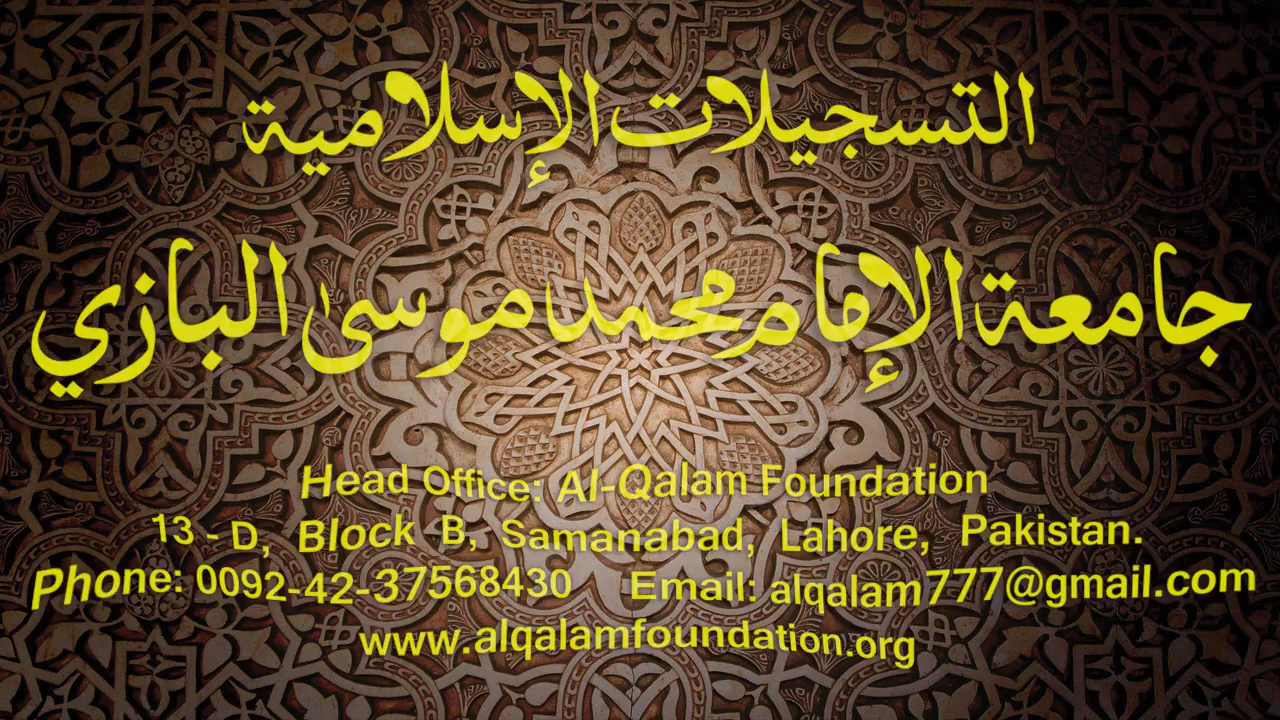 التسجيلات الإسلامية
جامعة الإمام محمد موسى البازي
Head Office: Al-Qalam Foundation
13 - D, Block B, Samanabad, Lahore, Pakistan.
Phone: 0092-42-37568430 Email: alqalam777@gmail.com
www.alqalamfoundation.org